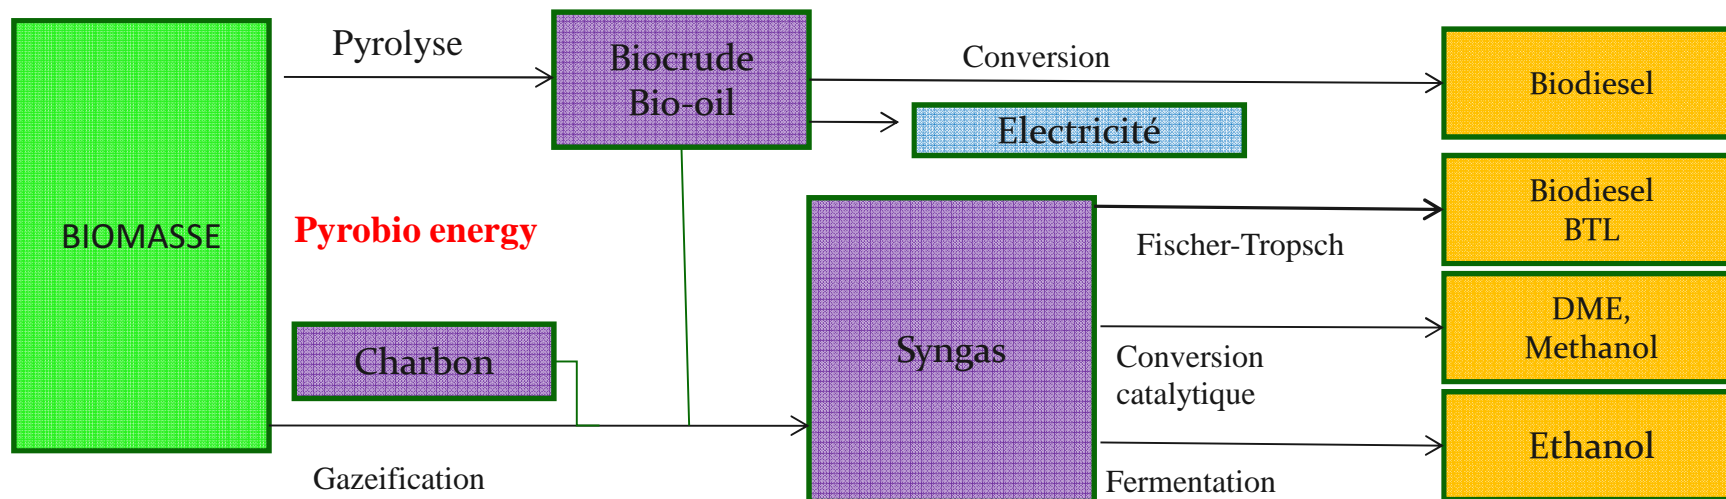 Pyrolyse
Biocrude
Bio-oil
Conversion
Biodiesel
Electricité
BIOMASSE
Pyrobio energy
Biodiesel
BTL
Fischer-Tropsch
Charbon
Syngas
DME,
Methanol
Conversion
catalytique
Gazeification
Ethanol
Fermentation